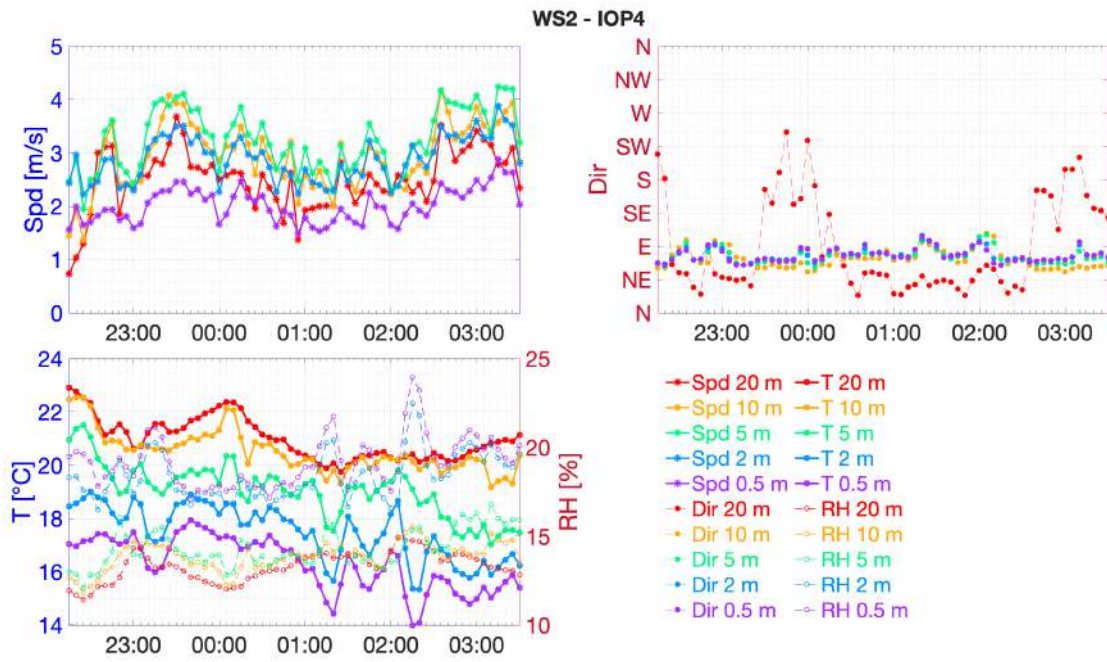 WS2 - IOP4
5
4
3
2
1
0
Spd [m/s]
23:00 00:00 01:00 02:00 03:00
N
NW
W
SW
S
SE
E
NE
N
Dir
23:00 00:00 01:00 02:00 03:00
24
22
20
18
16
14
T [°C]
25
20
15
10
RH [%]
23:00 00:00 01:00 02:00 03:00
Spd 20 m T 20 m
Spd 10 m T 10 m
Spd 5 m T 5 m
Spd 2 m T 2 m
Spd 0.5 m T 0.5 m
Dir 20 m RH 20 m
Dir 10 m RH 10 m
Dir 5 m RH 5 m
Dir 2 m RH 2 m
Dir 0.5 m RH 0.5 m